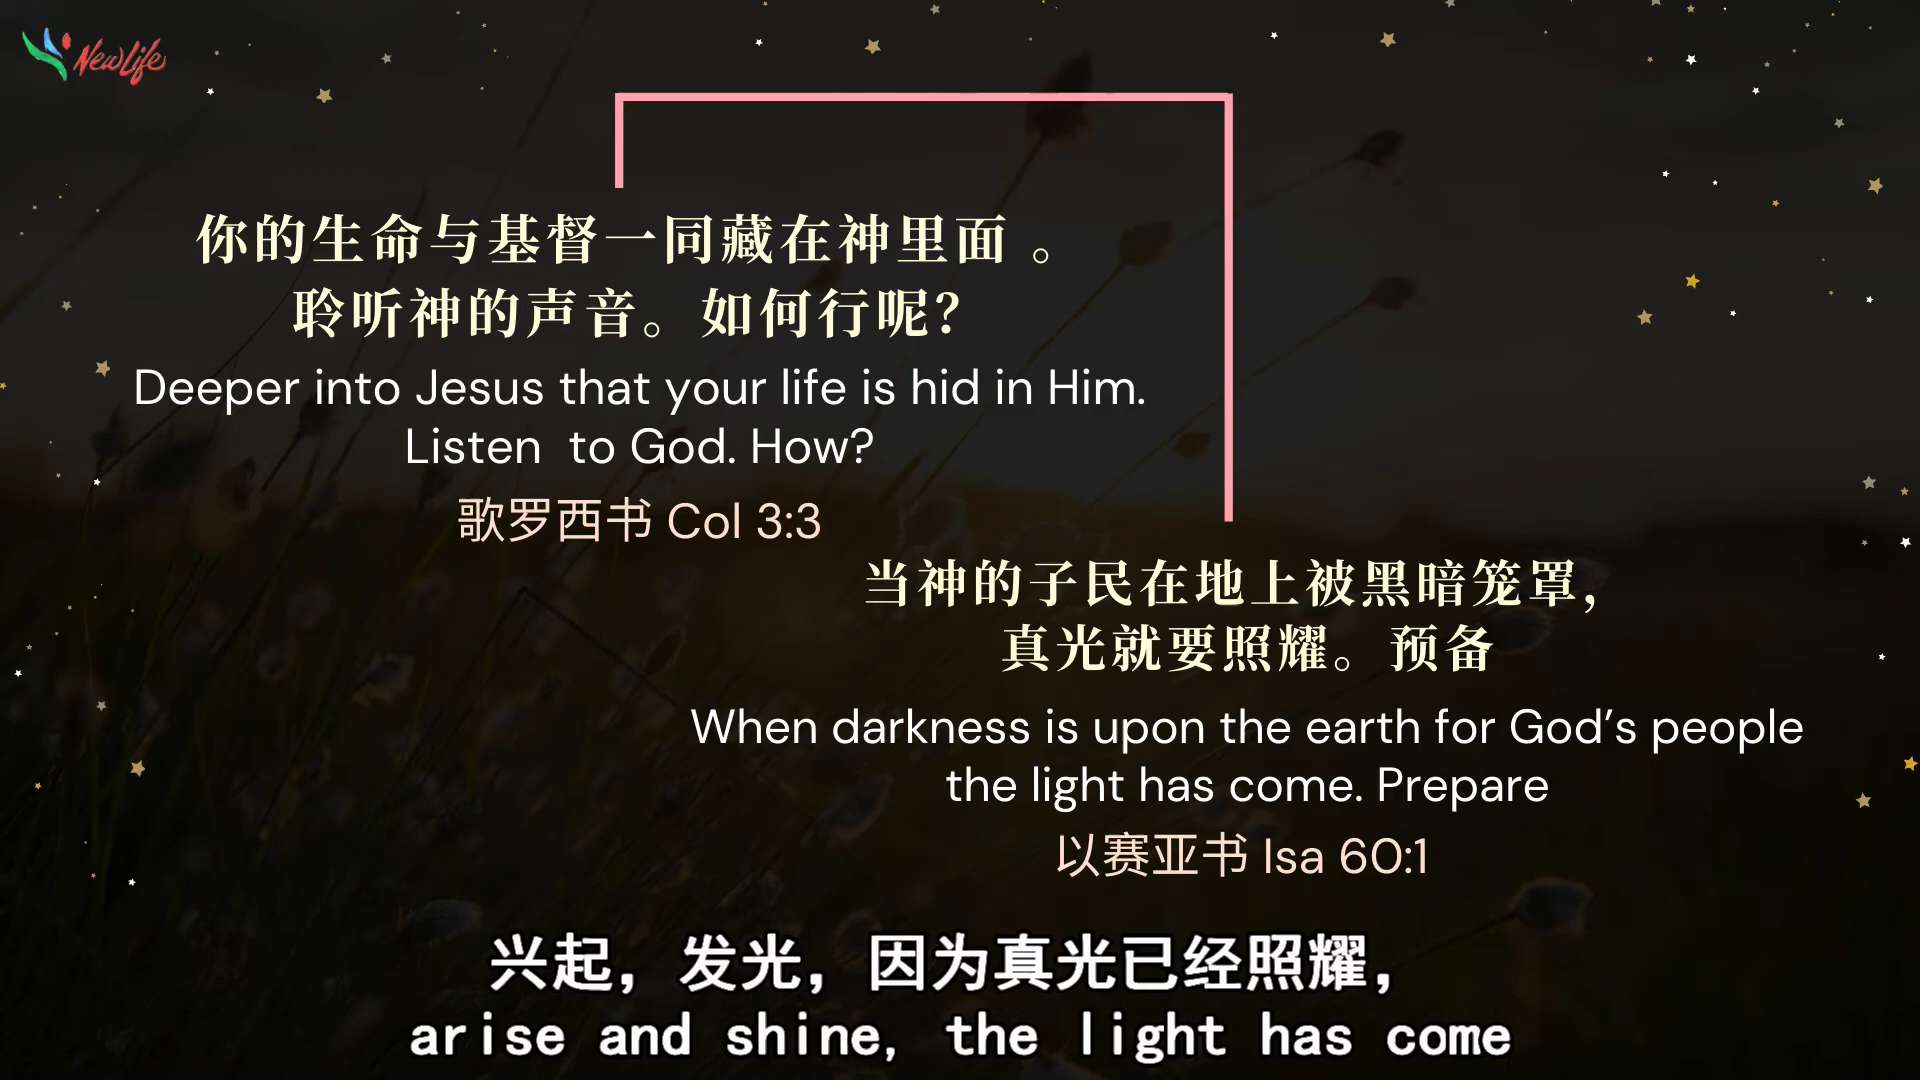 NewLife
你的生命与基督一同藏在神里面 。
聆听神的声音。如何行呢？
Deeper into Jesus that your life is hid in Him.
Listen  to God. How?
歌罗西书 Col 3:3
当神的子民在地上被黑暗笼罩，
真光就要照耀。预备
When darkness is upon the earth for God’s people
the light has come. Prepare
以赛亚书 Isa 60:1
兴起，发光，因为真光已经照耀，
arise and shine, the light has come